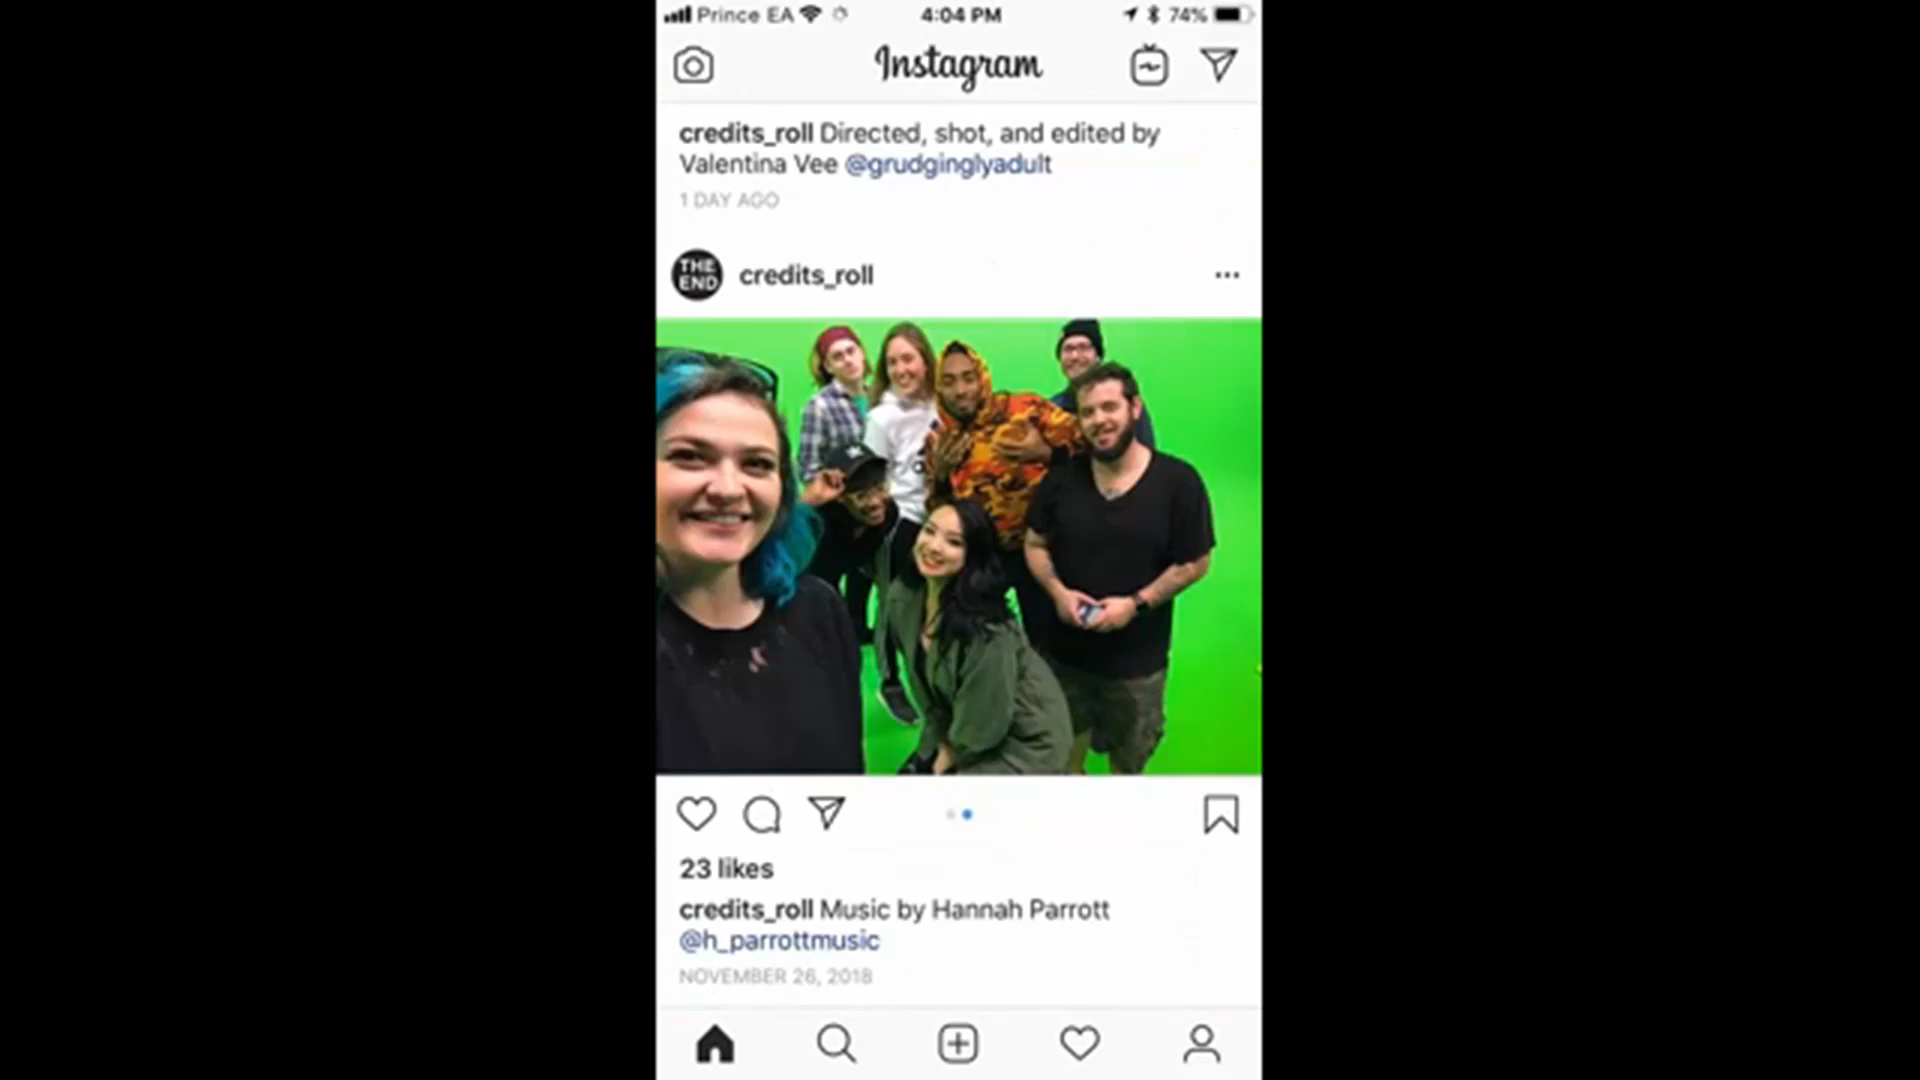 Prince EA 4:04 PM 74%
Instagram
credits_roll Directed, shot, and edited by
Valentina Vee @grudginglyadult
1 DAY AGO
THE
END
credits_roll
23 likes
credits_roll Music by Hannah Parrott
@h_parrottmusic
NOVEMBER 26, 2018